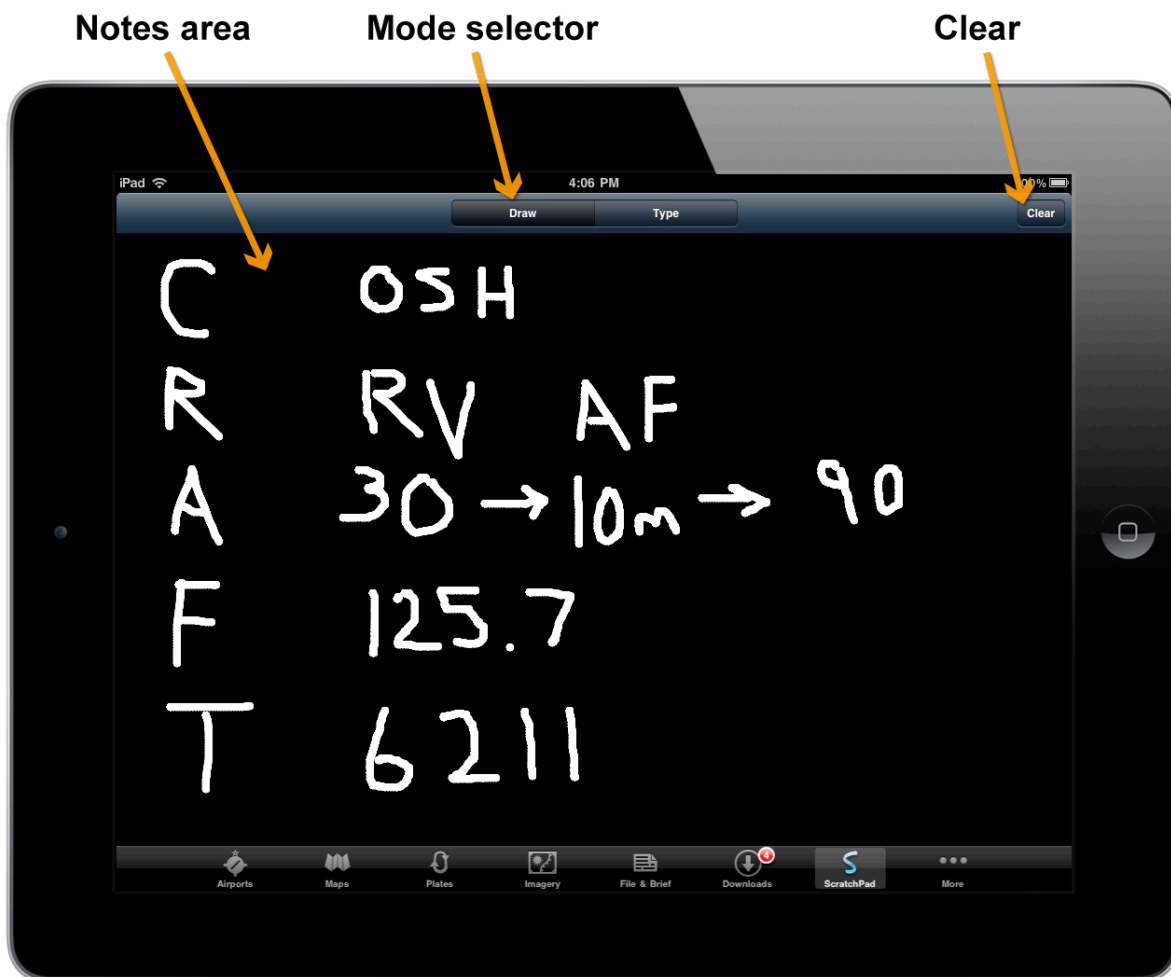 Notes area Mode selector Clear
iPad 4:06 PM 100%
Draw Type Clear
C OSH
R RV AF
A 30 → 10m → 90
F 125.7
T 6211
4
Airports Maps Plates Imagery File & Brief Downloads ScratchPad More